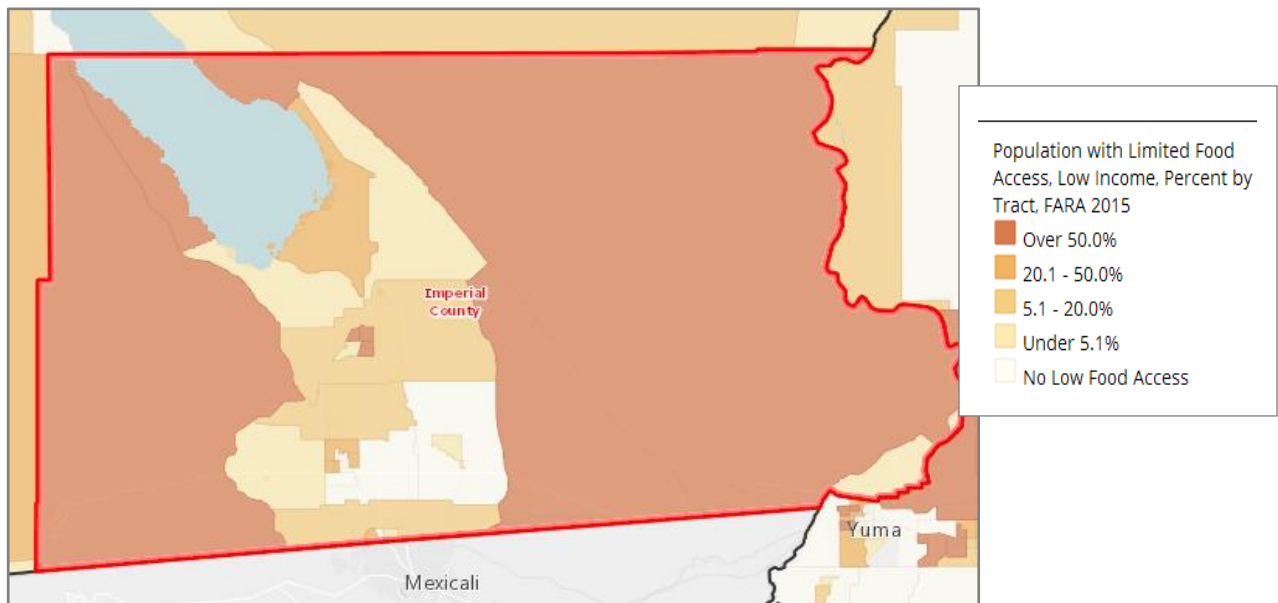 Imperial
County
Population with Limited Food
Access, Low Income, Percent by
Tract, FARA 2015
Over 50.0%
20.1 - 50.0%
5.1 - 20.0%
Under 5.1%
No Low Food Access
Yuma
Mexicali